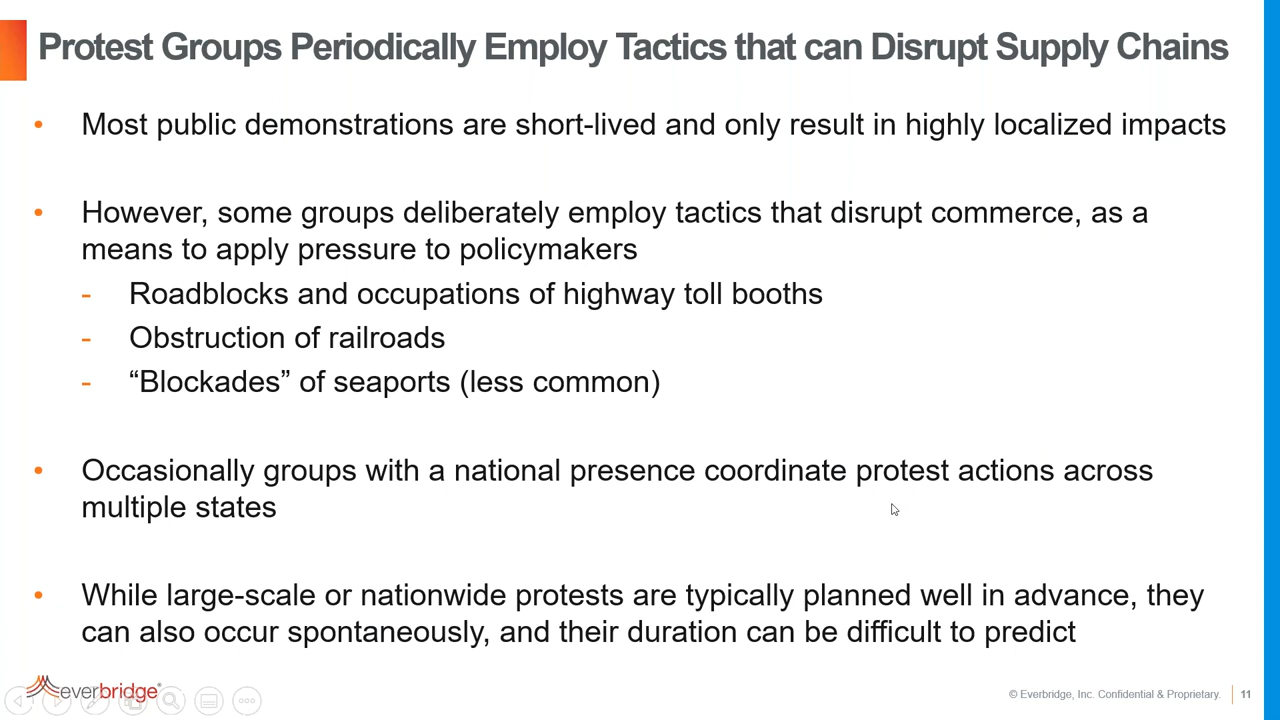 Protest Groups Periodically Employ Tactics that can Disrupt Supply Chains
• Most public demonstrations are short-lived and only result in highly localized impacts
• However, some groups deliberately employ tactics that disrupt commerce, as a
means to apply pressure to policymakers
- Roadblocks and occupations of highway toll booths
- Obstruction of railroads
- “Blockades” of seaports (less common)
• Occasionally groups with a national presence coordinate protest actions across
multiple states
• While large-scale or nationwide protests are typically planned well in advance, they
can also occur spontaneously, and their duration can be difficult to predict
everbridge®
© Everbridge, Inc. Confidential & Proprietary. 11